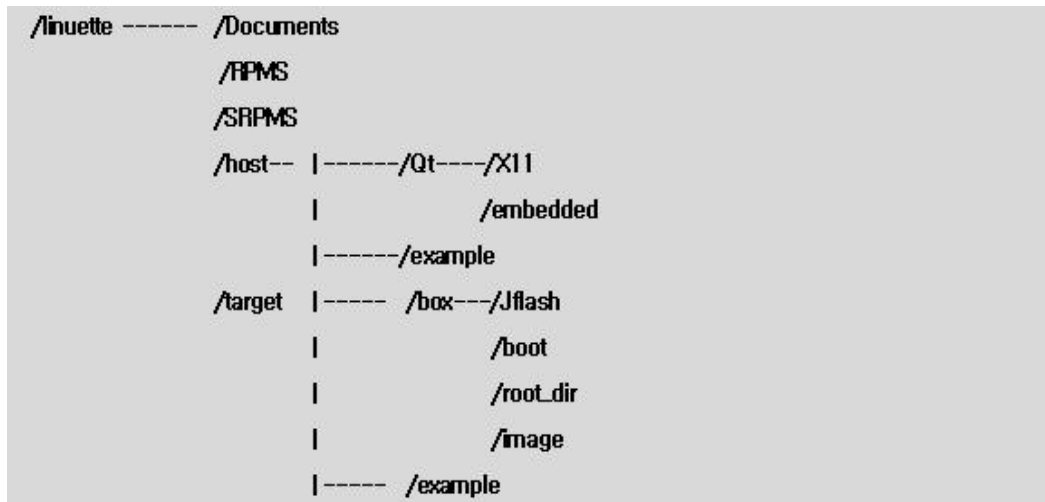 /linuette ------ /Documents
/RPMS
/SRPMS
/host-- |------/Qt----/X11
| /embedded
|------/example
/target |----- /box---/Jflash
| /boot
| /root_dir
| /image
|----- /example